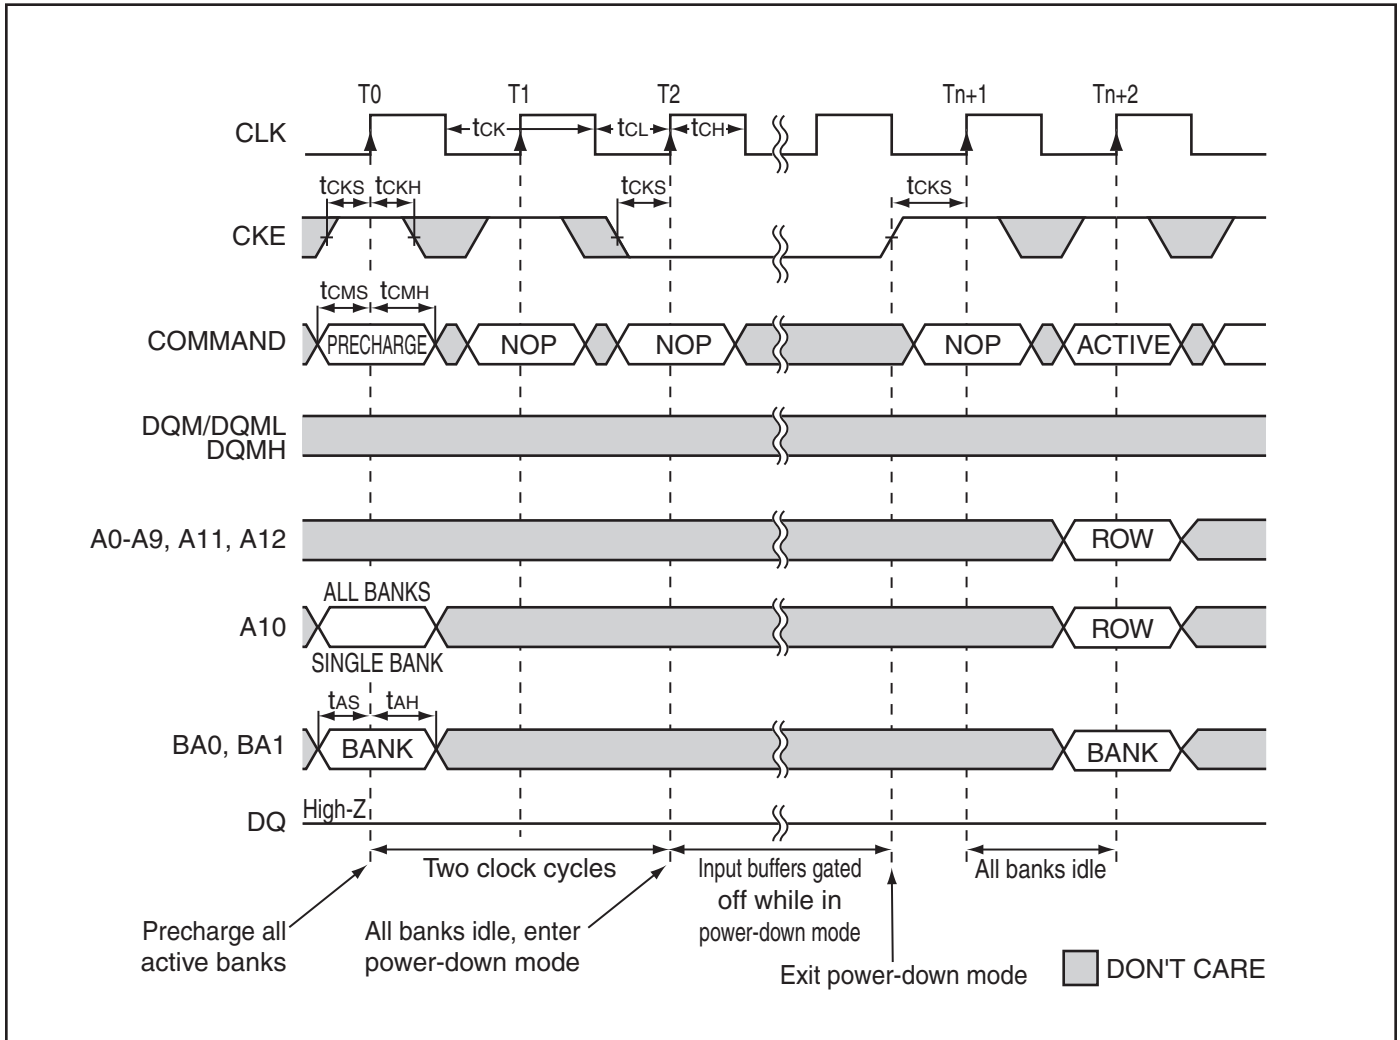 T0 T1 T2 Tn+1 Tn+2
CLK tCK tCL tCH
tCKS tCKH tCKS tCKS
CKE
tCMS tCMH
COMMAND PRECHARGE NOP NOP NOP ACTIVE
DQM/DQML
DQMH
A0-A9, A11, A12 ROW
ALL BANKS
A10 ROW
SINGLE BANK
tAS tAH
BA0, BA1 BANK BANK
High-Z
DQ
Two clock cycles
Input buffers gated
off while in
power-down mode
All banks idle
Precharge all
active banks
All banks idle, enter
power-down mode
Exit power-down mode
DON'T CARE